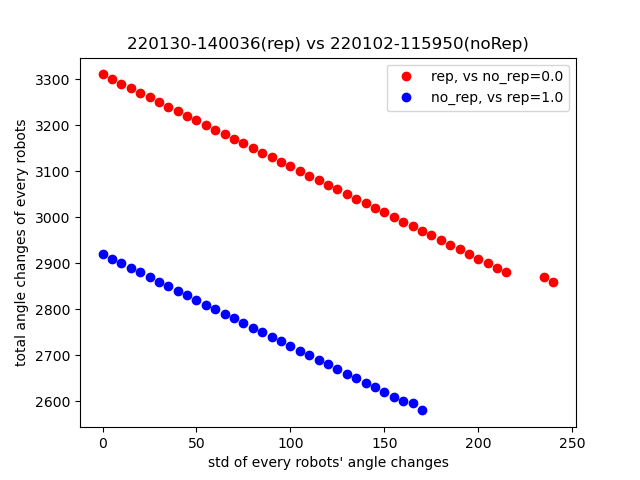 220130-140036(rep) vs 220102-115950(noRep)
rep, vs no_rep=0.0
no_rep, vs rep=1.0
total angle changes of every robots
3300
3200
3100
3000
2900
2800
2700
2600
0 50 100 150 200 250
std of every robots' angle changes